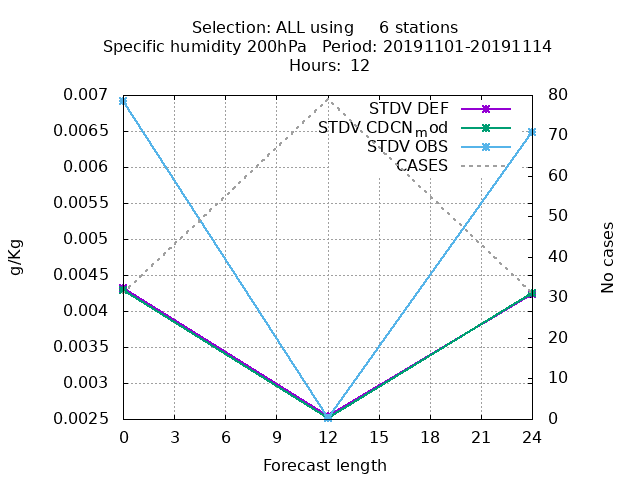 Selection: ALL using     6 stations
Specific humidity 200hPa   Period: 20191101-20191114
Hours: 12
STDV DEF
STDV CDCNmod
STDV OBS
CASES
g/Kg
0.007
0.0065
0.006
0.0055
0.005
0.0045
0.004
0.0035
0.003
0.0025
80
70
60
50
40
30
20
10
0
No cases
0 3 6 9 12 15 18 21 24
Forecast length